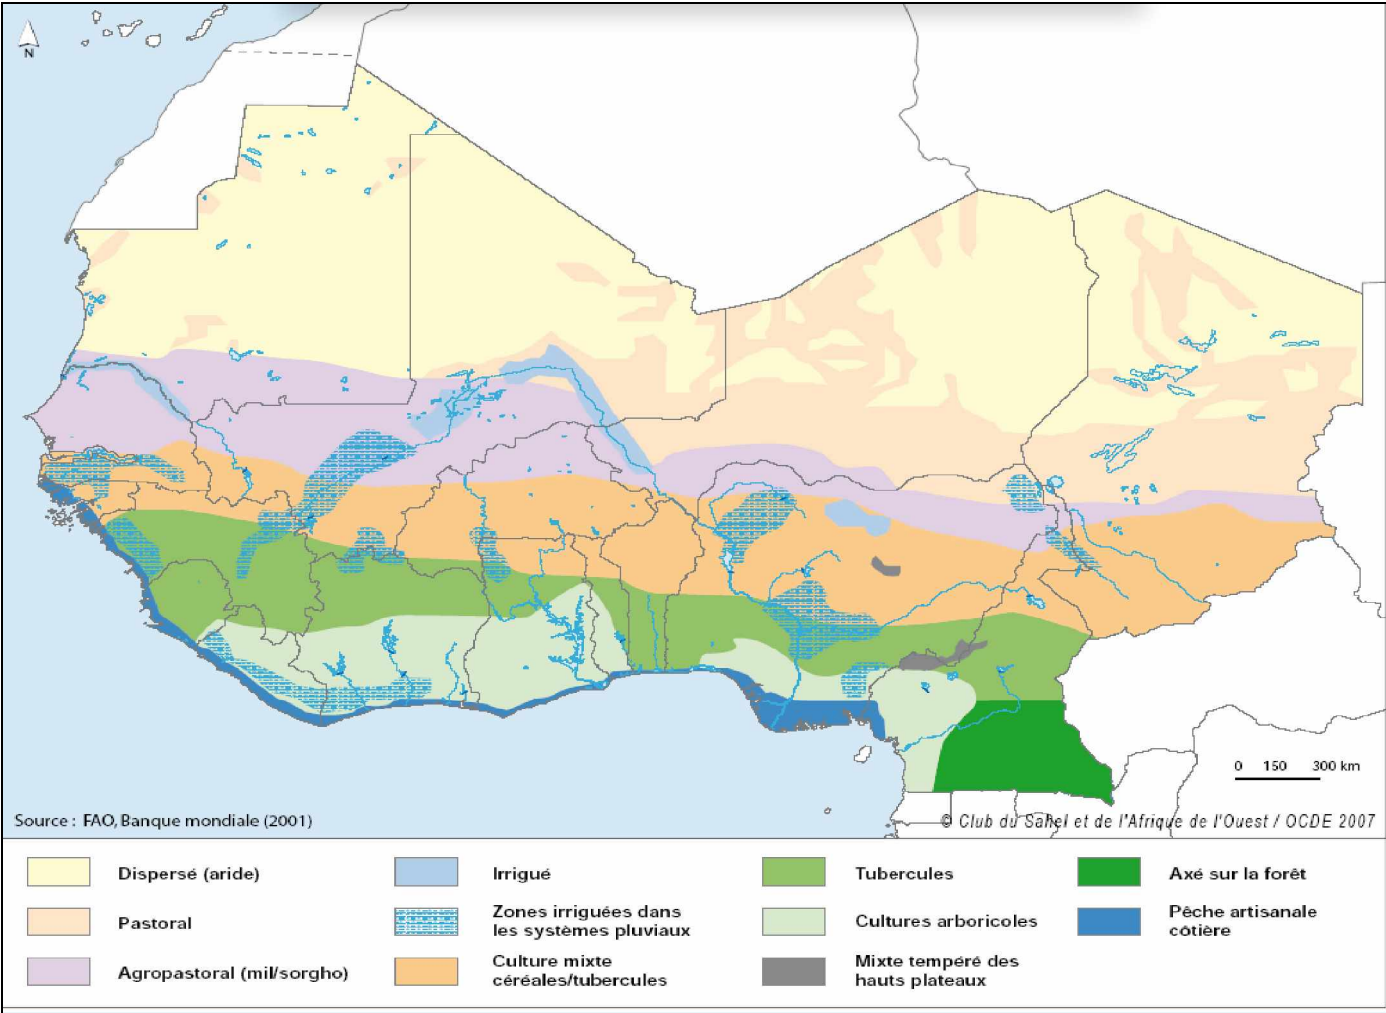 N
0 150 300 km
Source : FAO, Banque mondiale (2001)
© Club du Sahel et de l'Afrique de l'Ouest / OCDE 2007
Dispersé (aride)
Pastoral
Agropastoral (mil/sorgho)
Irrigué
Zones irriguées dans
les systèmes pluviaux
Culture mixte
céréales/tubercules
Tubercules
Cultures arboricoles
Mixte tempéré des
hauts plateaux
Axé sur la forêt
Pêche artisanale
côtière